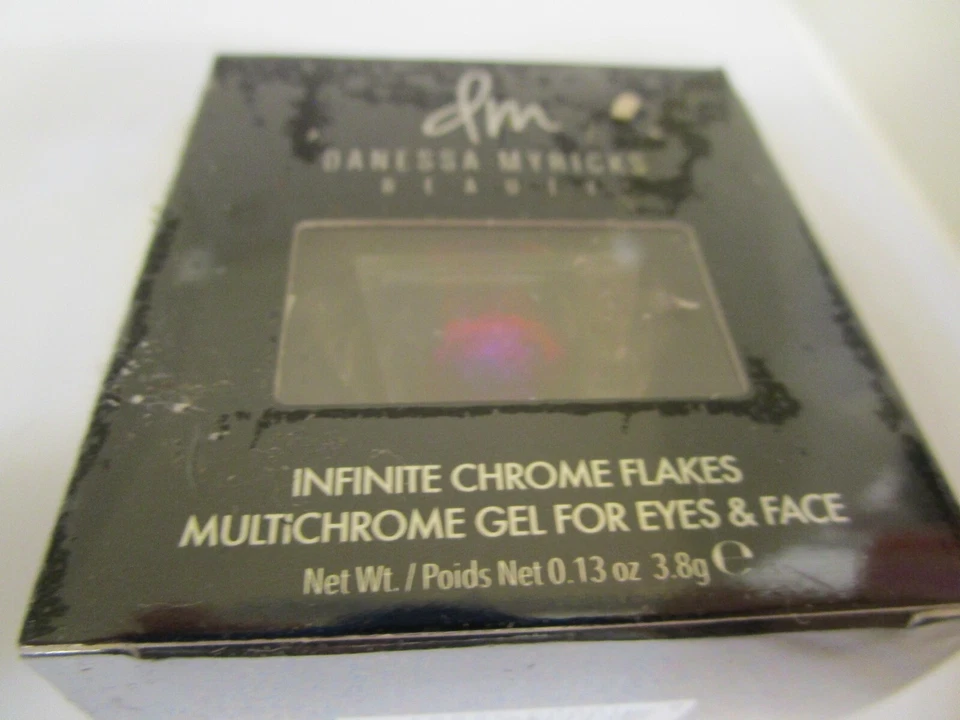 dm
DANESSA MYRICKS
BEAUTY
INFINITE CHROME FLAKES
MULTiCHROME GEL FOR EYES & FACE
Net Wt. / Poids Net 0.13 oz 3.8g ℮